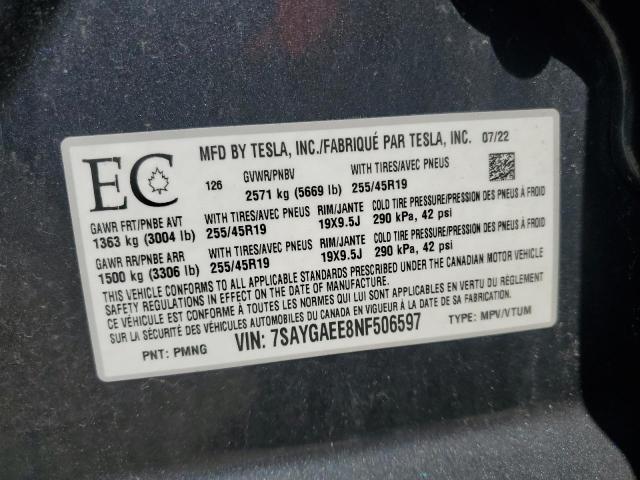 EC
MFD BY TESLA, INC./FABRIQUÉ PAR TESLA, INC. 07/22
126 GVWR/PNBV WITH TIRES/AVEC PNEUS
2571 kg (5669 lb) 255/45R19
GAWR FRT/PNBE AVT WITH TIRES/AVEC PNEUS RIM/JANTE COLD TIRE PRESSURE/PRESSION DES PNEUS À FROID
1363 kg (3004 lb) 255/45R19 19X9.5J 290 kPa, 42 psi
GAWR RR/PNBE ARR WITH TIRES/AVEC PNEUS RIM/JANTE COLD TIRE PRESSURE/PRESSION DES PNEUS À FROID
1500 kg (3306 lb) 255/45R19 19X9.5J 290 kPa, 42 psi
THIS VEHICLE CONFORMS TO ALL APPLICABLE STANDARDS PRESCRIBED UNDER THE CANADIAN MOTOR VEHICLE
SAFETY REGULATIONS IN EFFECT ON THE DATE OF MANUFACTURE.
CE VÉHICULE EST CONFORME À TOUTES LES NORMES QUI LUI SONT APPLICABLES EN VERTU DU RÈGLEMENT
SUR LA SÉCURITÉ DES VÉHICULES AUTOMOBILES DU CANADA EN VIGUEUR À LA DATE DE SA FABRICATION.
PNT: PMNG VIN: 7SAYGAEE8NF506597 TYPE: MPV/VTUM